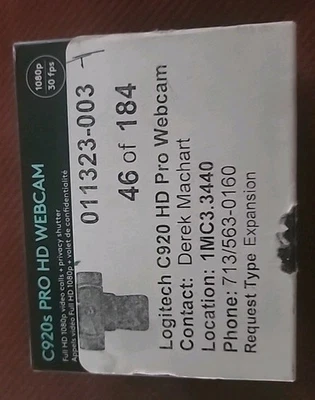 1080p
30 fps
C920s PRO HD WEBCAM
Full HD 1080p video calls + privacy shutter
Appels vidéo Full HD 1080p + volet de confidentialité
011323-003
46 of 184
Logitech C920 HD Pro Webcam
Contact: Derek Machart
Location: 1MC3.3440
Phone: 713/563-0160
Request Type Expansion